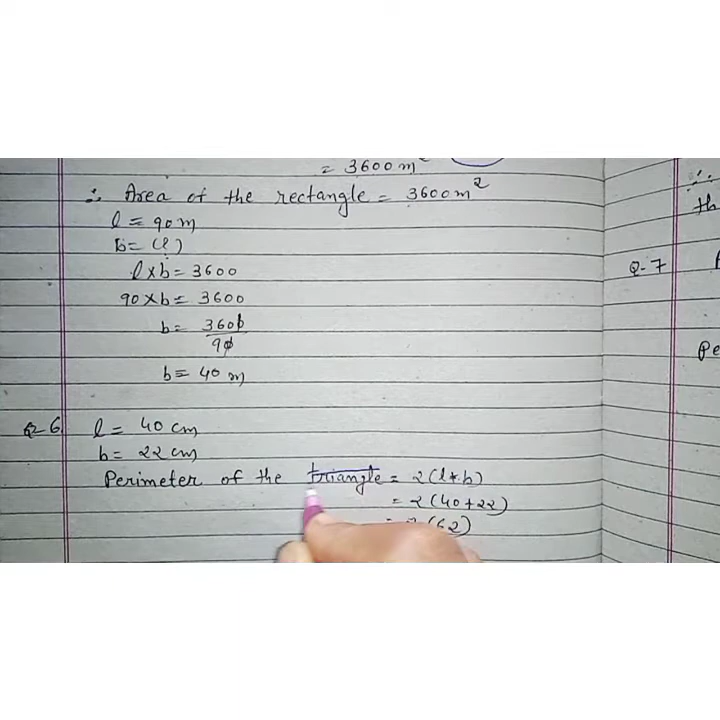 = 3600 m²
∴ Area of the rectangle = 3600m²
l = 90 m
b = (?)
l × b = 3600
90 × b = 3600
b = 3600
90
b = 40 m
Q-6 l = 40 cm
b = 22 cm
Perimeter of the triangle = 2(l+b)
= 2(40+22)
= 2(62)
∴
th
Q-7
Pe